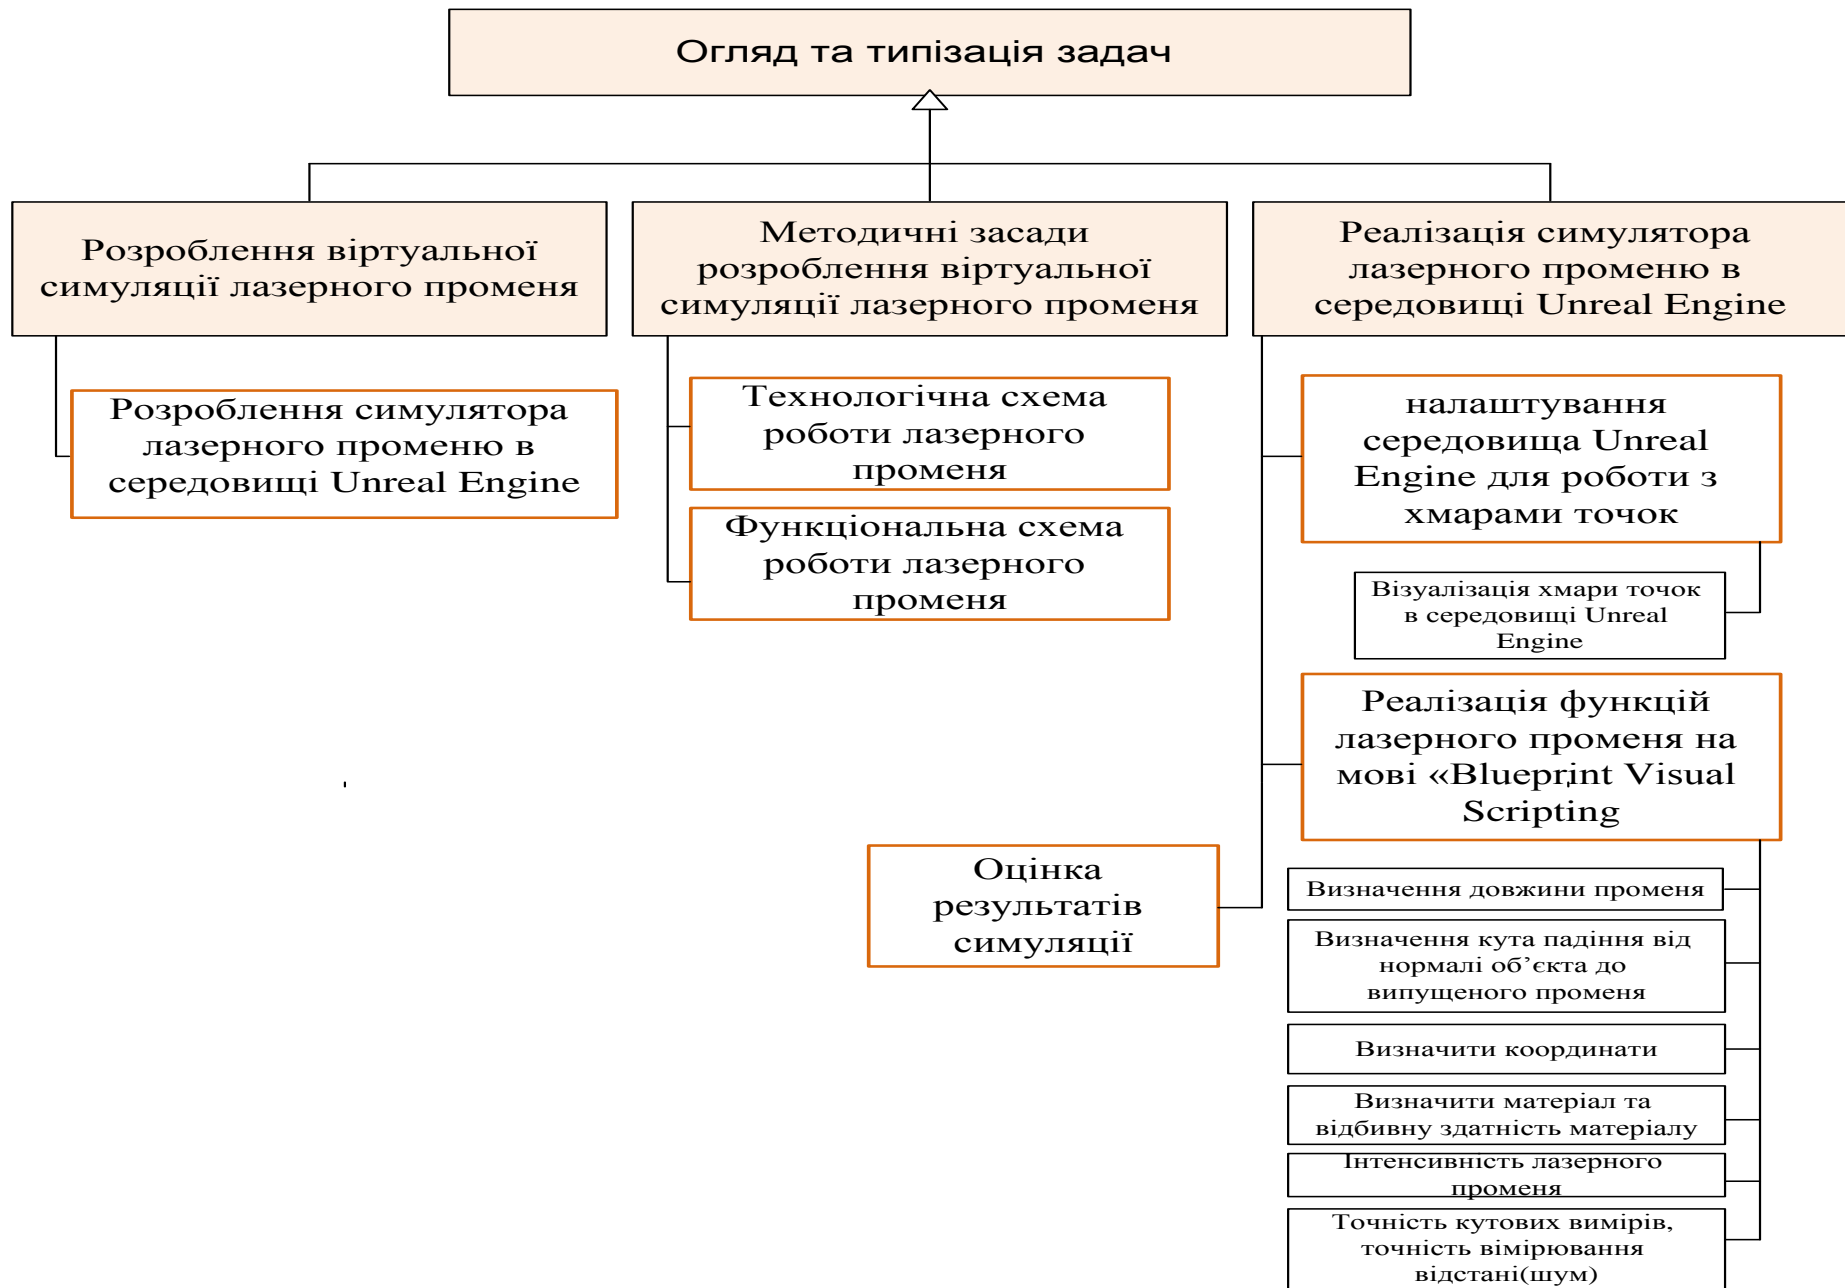 Огляд та типізація задач
Розроблення віртуальної
симуляції лазерного променя
Методичні засади
розроблення віртуальної
симуляції лазерного променя
Реалізація симулятора
лазерного променю в
середовищі Unreal Engine
Розроблення симулятора
лазерного променю в
середовищі Unreal Engine
Технологічна схема
роботи лазерного
променя
Функціональна схема
роботи лазерного
променя
налаштування
середовища Unreal
Engine для роботи з
хмарами точок
Візуалізація хмари точок
в середовищі Unreal
Engine
Реалізація функцій
лазерного променя на
мові «Blueprint Visual
Scripting
Оцінка
результатів
симуляції
Визначення довжини променя
Визначення кута падіння від
нормалі об’єкта до
випущеного променя
Визначити координати
Визначити матеріал та
відбивну здатність матеріалу
Інтенсивність лазерного
променя
Точність кутових вимірів,
точність вімірювання
відстані(шум)